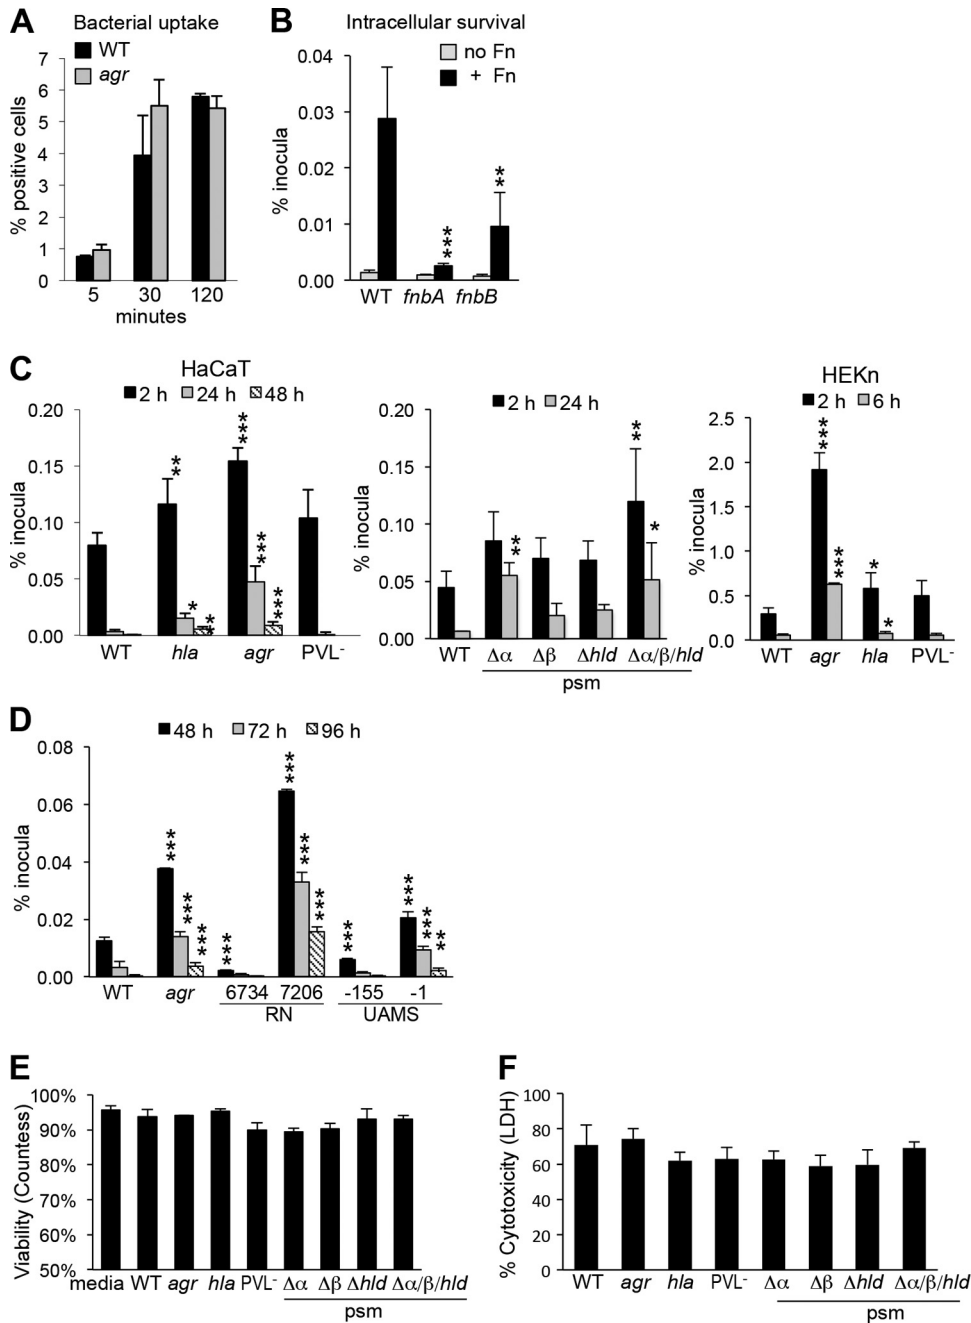 A Bacterial uptake
WT
agr
7
6
5
4
3
2
1
0
% positive cells
5 30 120
minutes
B Intracellular survival
no Fn
+ Fn
0.04
0.03
0.02
0.01
0.00
% inocula
***
**
WT fnbA fnbB
C HaCaT
2 h 24 h 48 h
0.20
0.15
0.10
0.05
0.00
% inocula
**
*
**
***
***
***
WT hla agr PVL-
2 h 24 h
0.20
0.15
0.10
0.05
0.00
% inocula
**
**
*
WT Δα Δβ Δhld Δα/β/hld
psm
HEKn
2 h 6 h
2.5
2.0
1.5
1.0
0.5
0.0
% inocula
***
***
*
*
WT agr hla PVL-
D
48 h 72 h 96 h
0.08
0.06
0.04
0.02
0.00
% inocula
***
***
***
***
***
***
***
***
***
***
**
WT agr 6734 7206 -155 -1
RN UAMS
E
100%
90%
80%
70%
60%
50%
Viability (Countess)
media WT agr hla PVL- Δα Δβ Δhld Δα/β/hld
psm
F
100
80
60
40
20
0
% Cytotoxicity (LDH)
WT agr hla PVL- Δα Δβ Δhld Δα/β/hld
psm